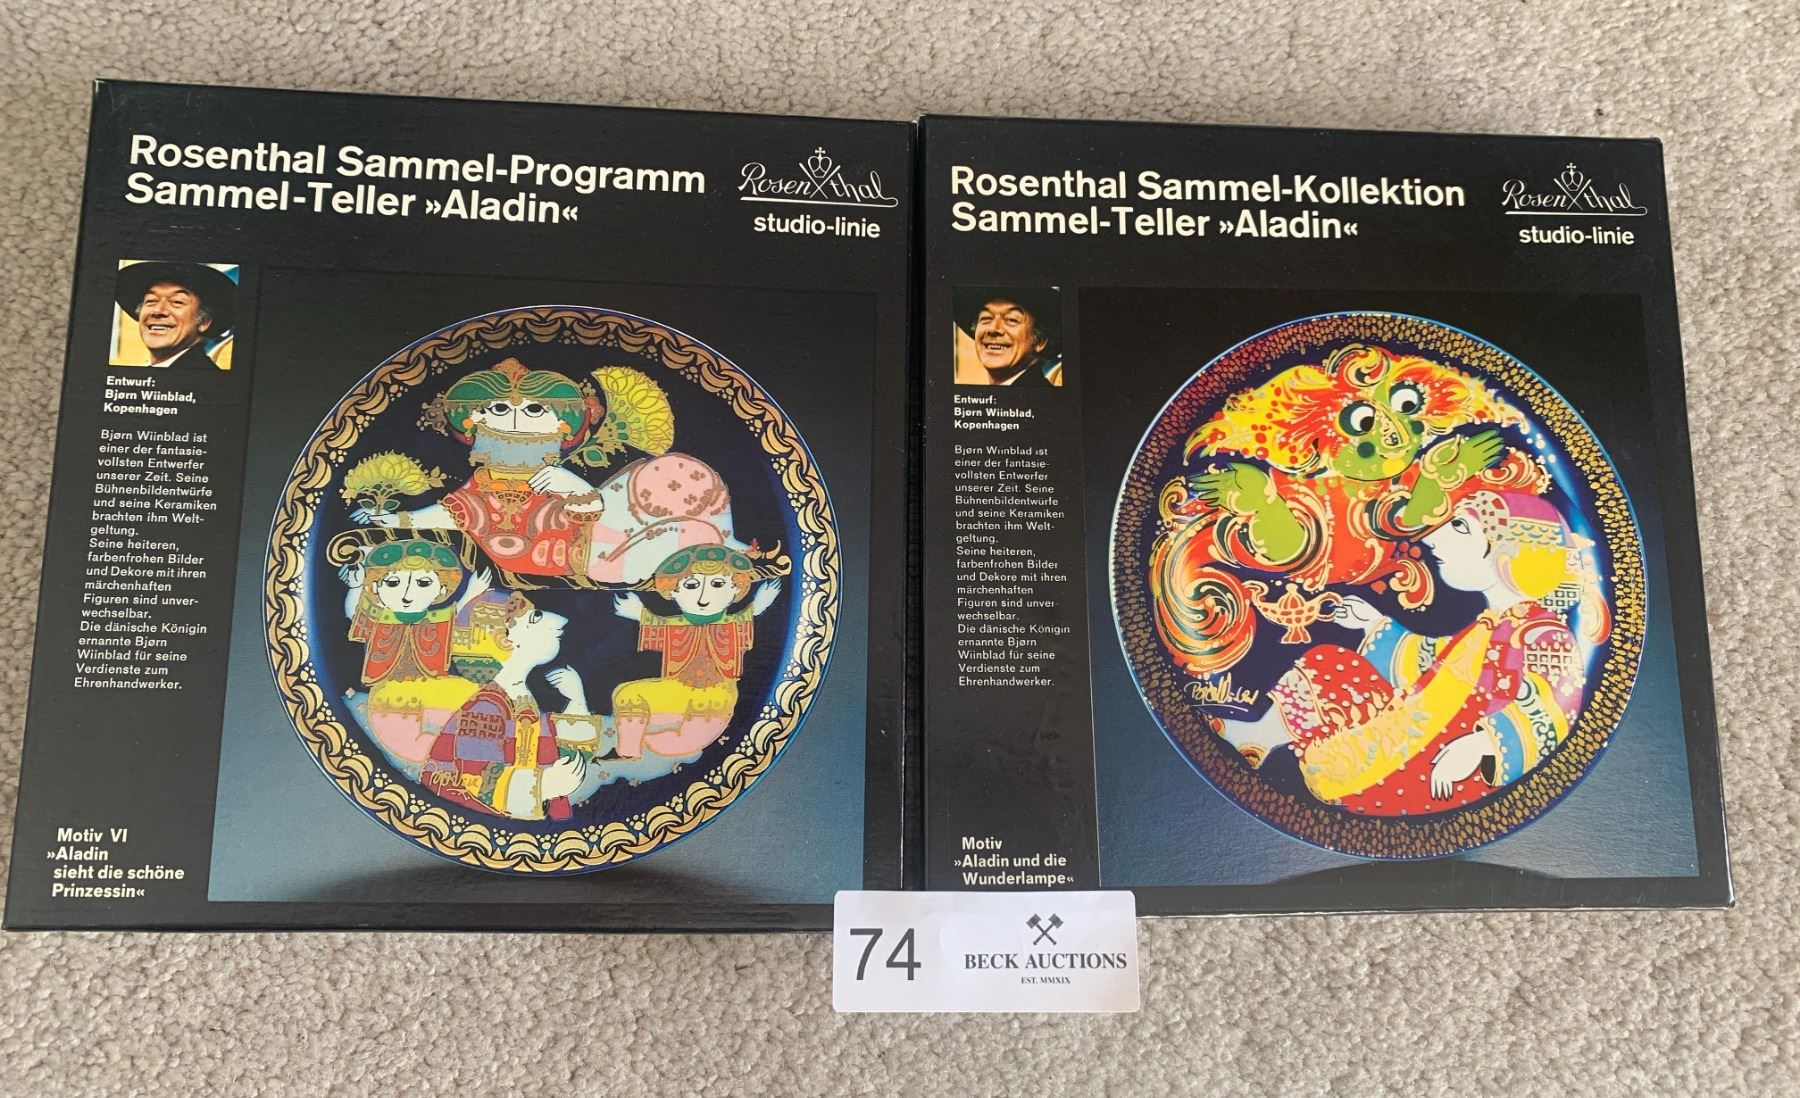 Rosenthal Sammel-Programm
Sammel-Teller »Aladin«
Rosenthal
studio-linie
Entwurf:
Bjørn Wiinblad,
Kopenhagen
Bjørn Wiinblad ist
einer der fantasie-
vollsten Entwerfer
unserer Zeit. Seine
Bühnenbildentwürfe
und seine Keramiken
brachten ihm Welt-
geltung.
Seine heiteren,
farbenfrohen Bilder
und Dekore mit ihren
märchenhaften
Figuren sind unver-
wechselbar.
Die dänische Königin
ernannte Bjørn
Wiinblad für seine
Verdienste zum
Ehrenhandwerker.
Motiv VI
»Aladin
sieht die schöne
Prinzessin«
Rosenthal Sammel-Kollektion
Sammel-Teller »Aladin«
Rosenthal
studio-linie
Entwurf:
Bjørn Wiinblad,
Kopenhagen
Bjørn Wiinblad ist
einer der fantasie-
vollsten Entwerfer
unserer Zeit. Seine
Bühnenbildentwürfe
und seine Keramiken
brachten ihm Welt-
geltung.
Seine heiteren,
farbenfrohen Bilder
und Dekore mit ihren
märchenhaften
Figuren sind unver-
wechselbar.
Die dänische Königin
ernannte Bjørn
Wiinblad für seine
Verdienste zum
Ehrenhandwerker.
Motiv
»Aladin und die
Wunderlampe«
74
BECK AUCTIONS
EST. MMXIX